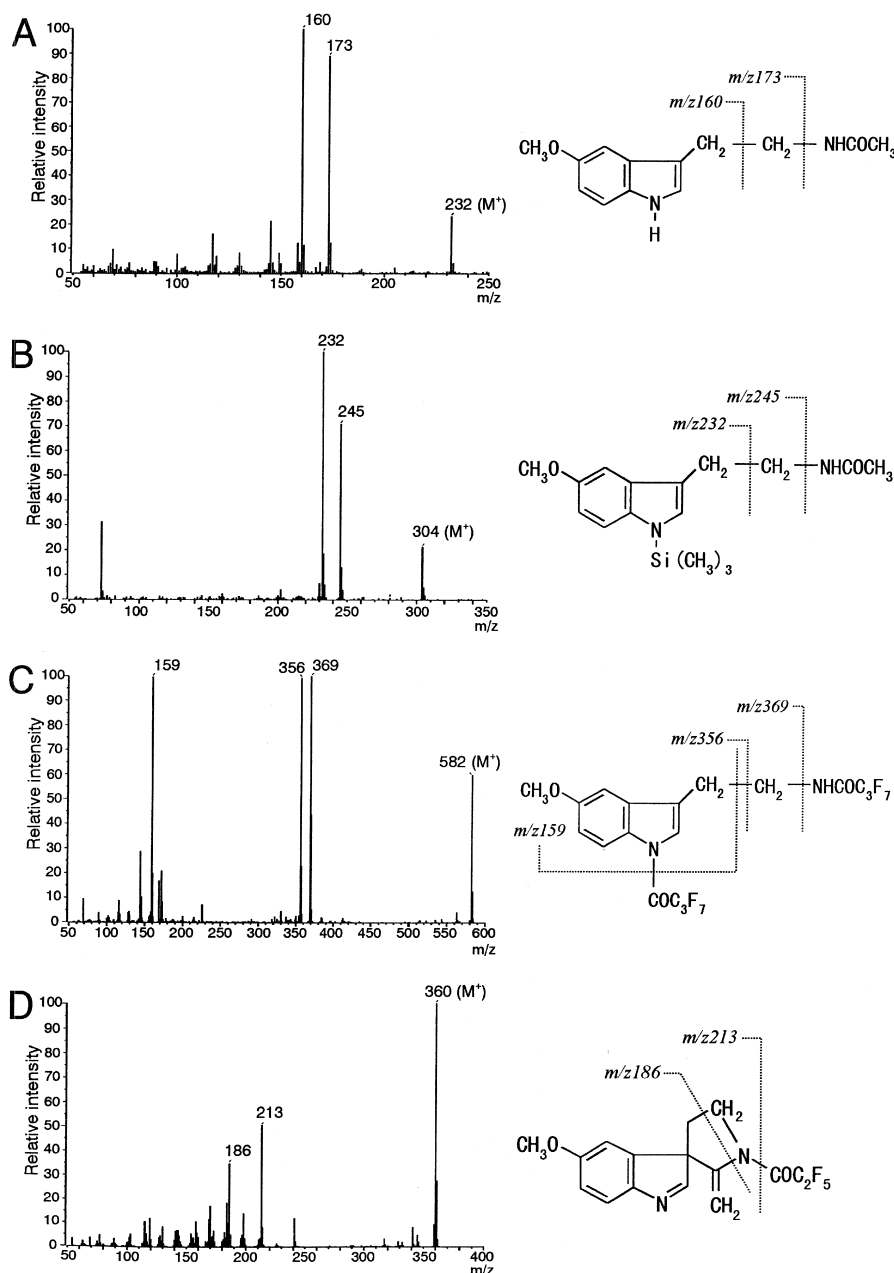 A
Relative intensity
100
90
80
70
60
50
40
30
20
10
0
160
173
232 (M⁺)
50
100
150
200
250
m/z
m/z173
m/z160
CH₃O
CH₂
CH₂
NHCOCH₃
N
H
B
Relative intensity
100
90
80
70
60
50
40
30
20
10
0
232
245
304 (M⁺)
50
100
150
200
250
300
350
m/z
m/z245
m/z232
CH₃O
CH₂
CH₂
NHCOCH₃
N
Si(CH₃)₃
C
Relative intensity
100
90
80
70
60
50
40
30
20
10
0
159
356
369
582 (M⁺)
50
100
150
200
250
300
350
400
450
500
550
600
m/z
m/z369
m/z356
m/z159
CH₃O
CH₂
CH₂
NHCOC₃F₇
N
COC₃F₇
D
Relative intensity
100
90
80
70
60
50
40
30
20
10
0
186
213
360 (M⁺)
50
100
150
200
250
300
350
400
m/z
m/z213
m/z186
CH₃O
CH₂
N
COC₂F₅
CH₂
N